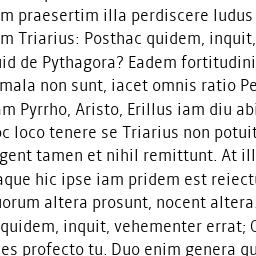 m praesertim illa perdiscere ludus
m Triarius: Posthac quidem, inquit,
uid de Pythagora? Eadem fortitudini
mala non sunt, iacet omnis ratio Pe
am Pyrrho, Aristo, Erillus iam diu abi
oc loco tenere se Triarius non potuit
gent tamen et nihil remittunt. At ill
aque hic ipse iam pridem est reiect
uorum altera prosunt, nocent altera
quidem, inquit, vehementer errat; C
es profecto tu. Duo enim genera qu